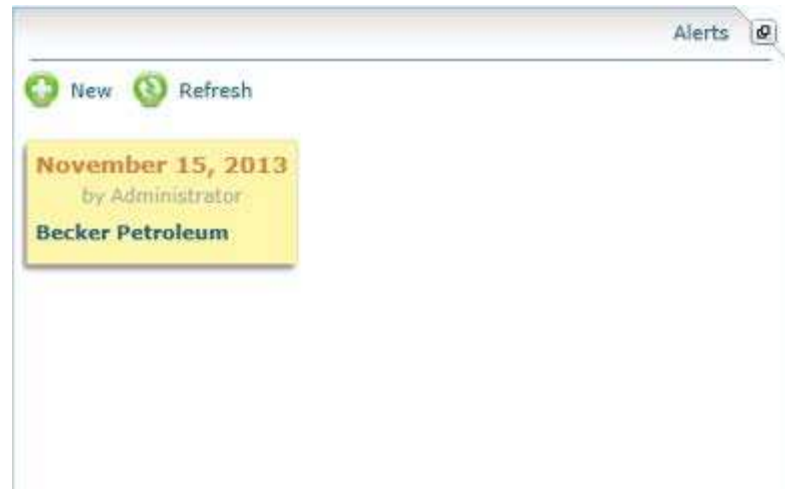 Alerts
New Refresh
November 15, 2013
by Administrator
Becker Petroleum